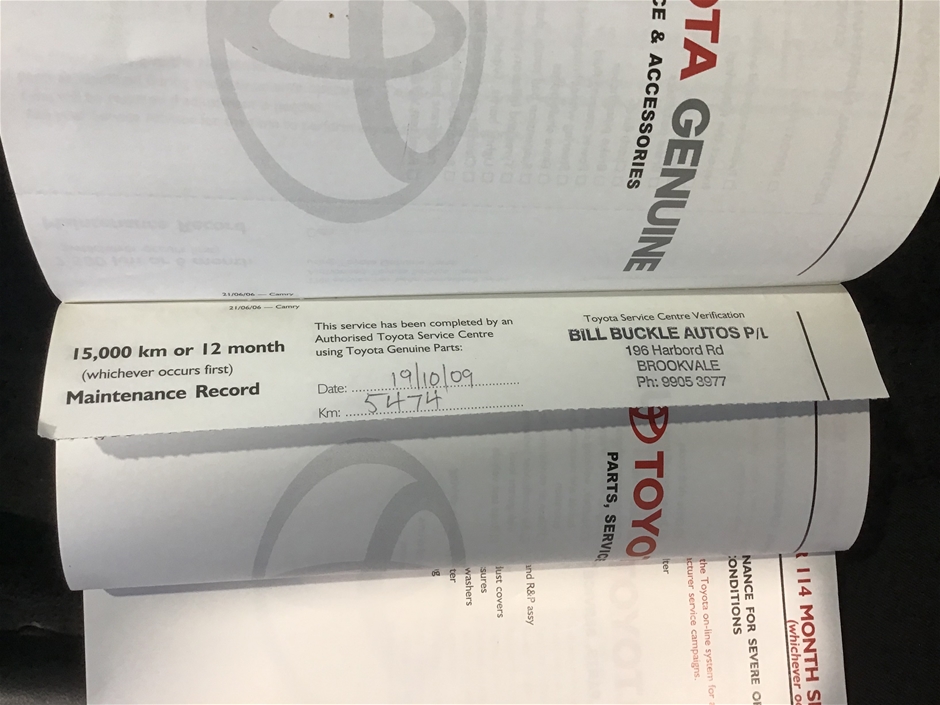 TOYOTA GENUINE
CE & ACCESSORIES
21/06/06 — Camry
21/06/06 — Camry
15,000 km or 12 month
(whichever occurs first)
Maintenance Record
This service has been completed by an
Authorised Toyota Service Centre
using Toyota Genuine Parts:
Date: 19/10/09
Km: 5474
Toyota Service Centre Verification
BILL BUCKLE AUTOS P/L
196 Harbord Rd
BROOKVALE
Ph: 9905 3977
TOYO
PARTS, SERVIC
114 MONTH S
(whichever o
NANCE FOR SEVERE O
CONDITIONS
the Toyota on-line system for
cturer service campaigns.
ter
and R&P assy
dust covers
sures
washers
ter
g